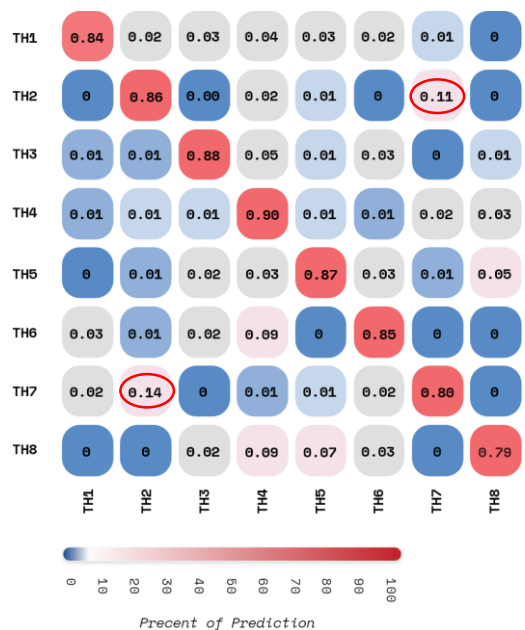 TH1 0.84 0.02 0.03 0.04 0.03 0.02 0.01 0
TH2 0 0.86 0.00 0.02 0.01 0 0.11 0
TH3 0.01 0.01 0.88 0.05 0.01 0.03 0 0.01
TH4 0.01 0.01 0.01 0.90 0.01 0.01 0.02 0.03
TH5 0 0.01 0.02 0.03 0.87 0.03 0.01 0.05
TH6 0.03 0.01 0.02 0.09 0 0.85 0 0
TH7 0.02 0.14 0 0.01 0.01 0.02 0.80 0
TH8 0 0 0.02 0.09 0.07 0.03 0 0.79
TH1 TH2 TH3 TH4 TH5 TH6 TH7 TH8
0 10 20 30 40 50 60 70 80 90 100
Precent of Prediction